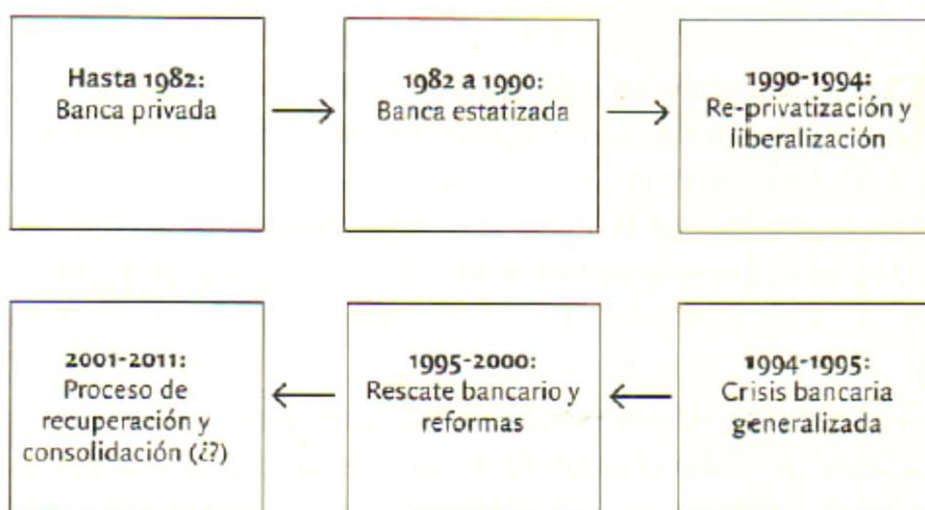 Hasta 1982:
Banca privada
1982 a 1990:
Banca estatizada
1990-1994:
Re-privatización y
liberalización
2001-2011:
Proceso de
recuperación y
consolidación (¿?)
1995-2000:
Rescate bancario y
reformas
1994-1995:
Crisis bancaria
generalizada